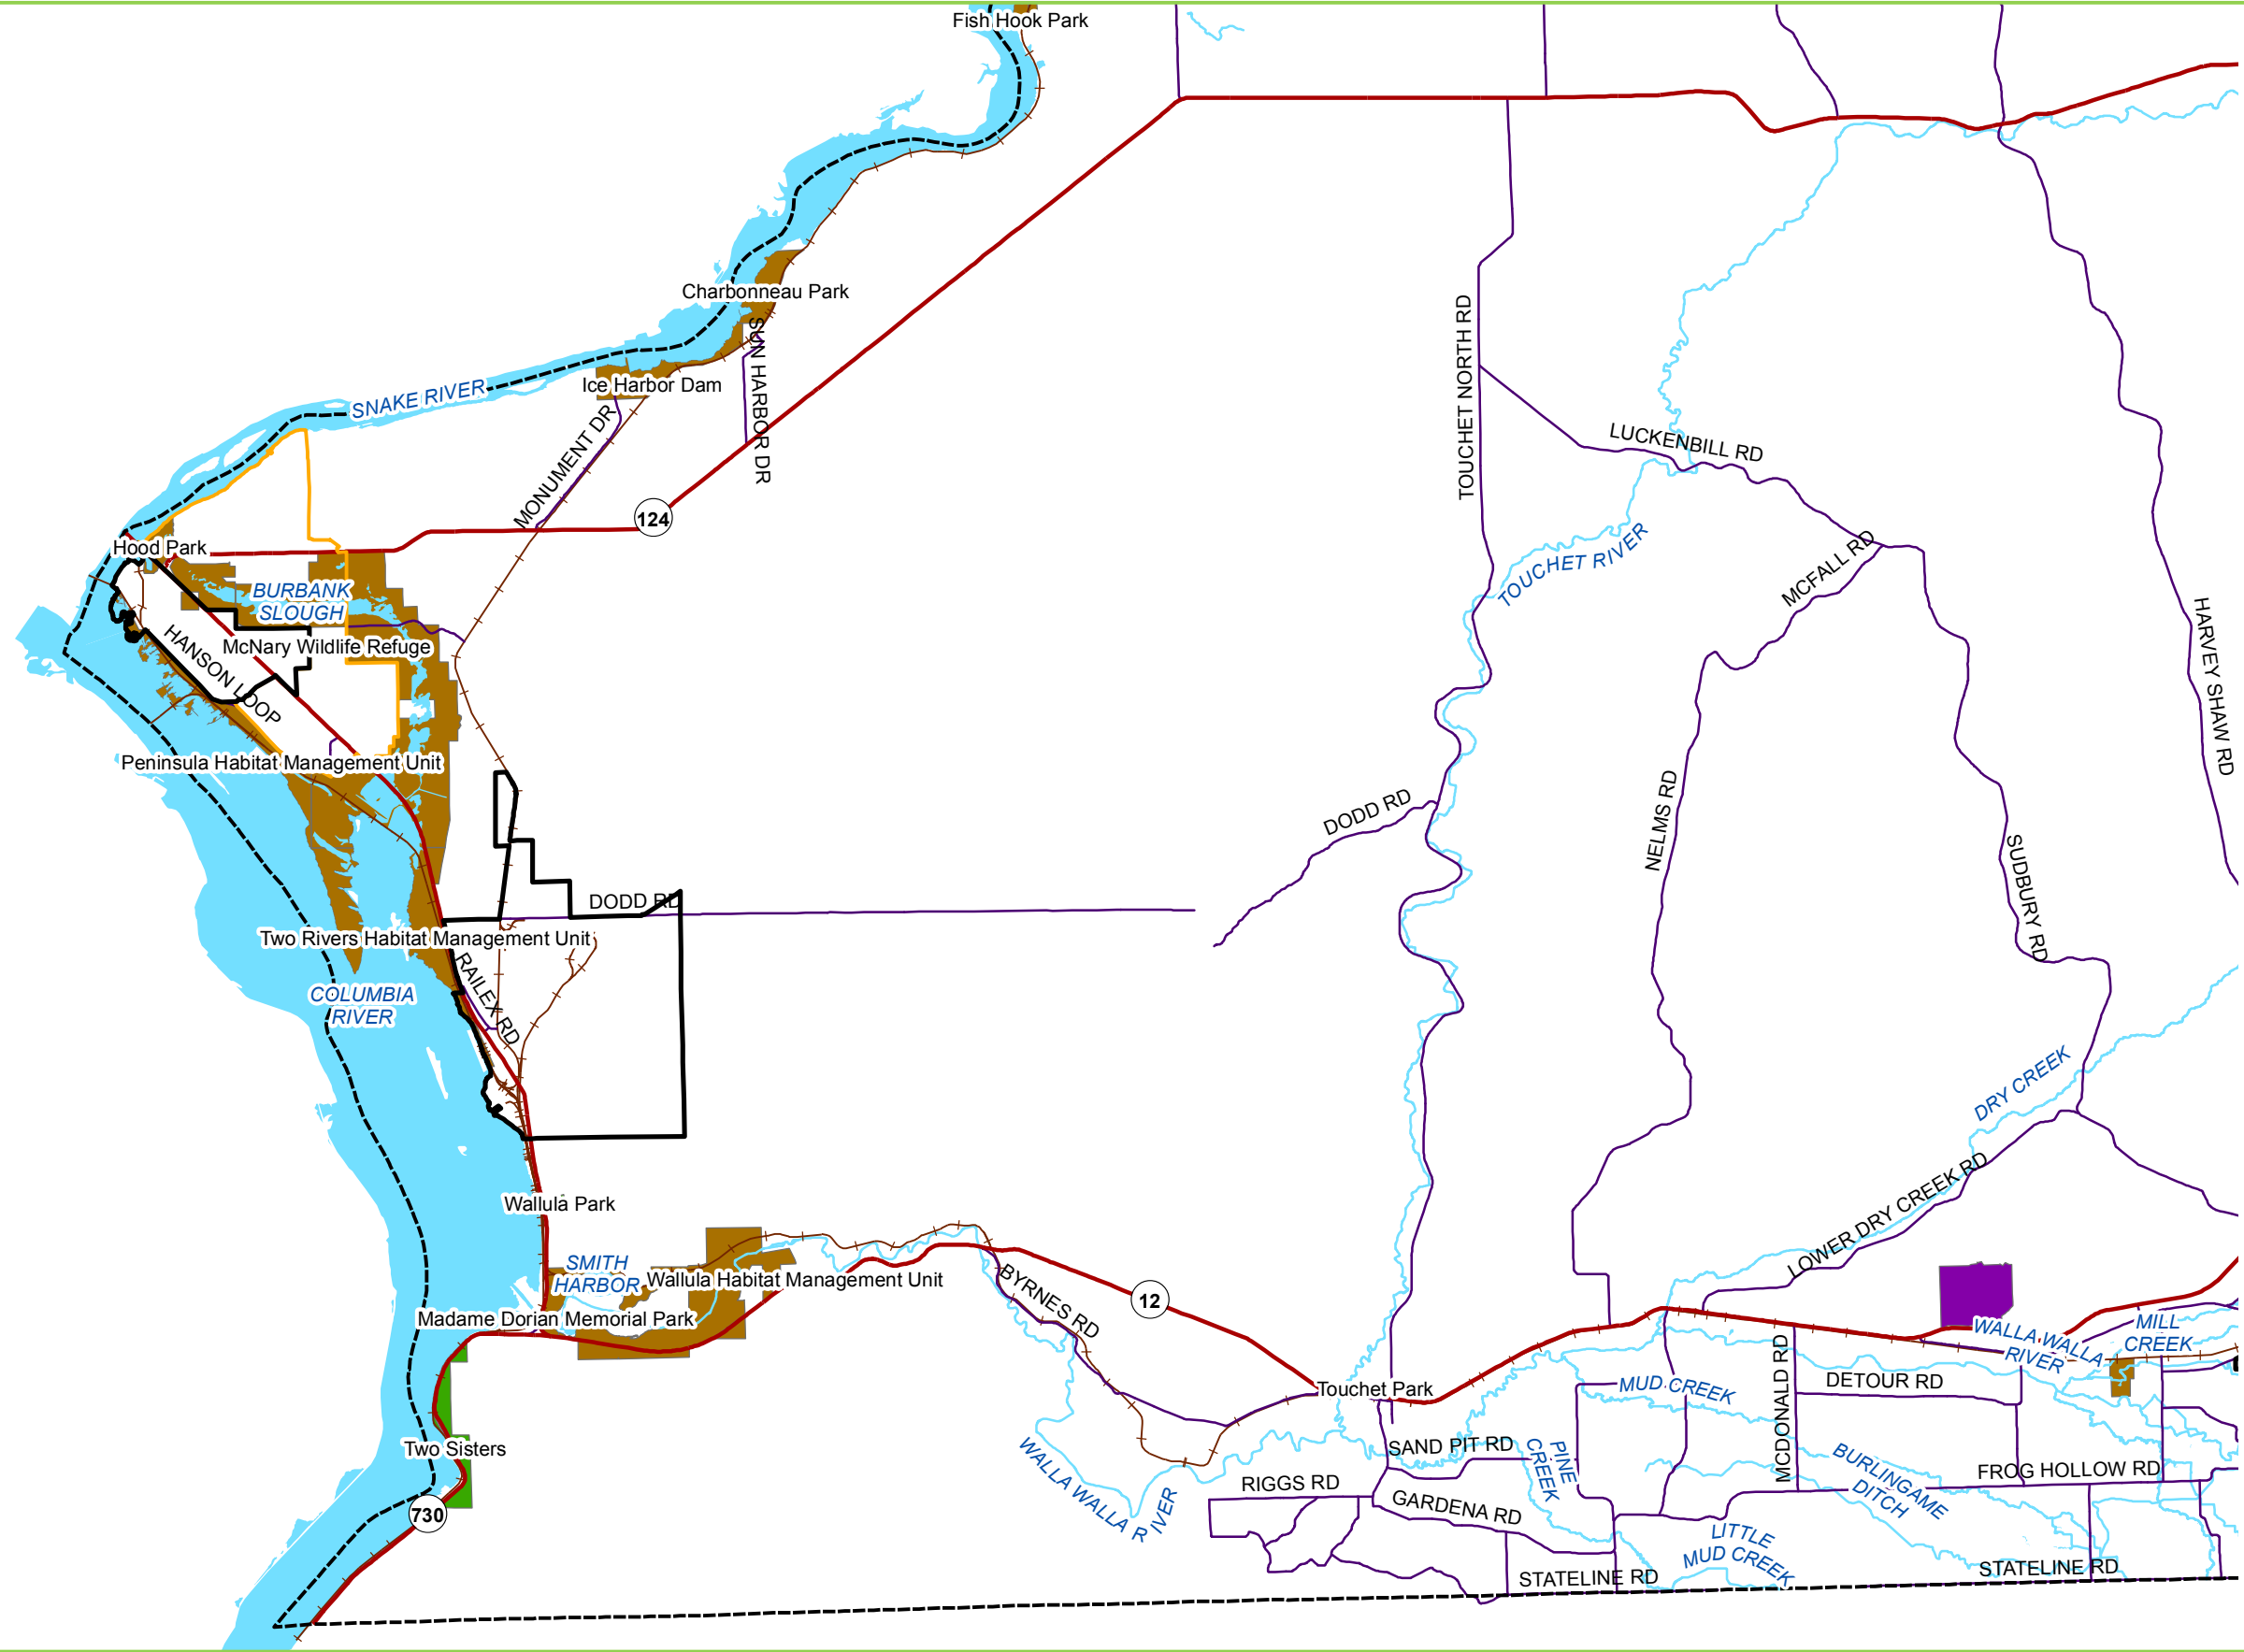 Fish Hook Park
Charbonneau Park
SUN HARBOR DR
Ice Harbor Dam
SNAKE RIVER
MONUMENT DR
124
TOUCHET NORTH RD
LUCKENBILL RD
TOUCHET RIVER
MCFALL RD
HARVEY SHAW RD
Hood Park
BURBANK
SLOUGH
McNary Wildlife Refuge
HANSON LOOP
Peninsula Habitat Management Unit
DODD RD
NELMS RD
SUDBURY RD
DODD RD
Two Rivers Habitat Management Unit
RAILEX RD
COLUMBIA
RIVER
DRY CREEK
LOWER DRY CREEK RD
Wallula Park
SMITH
HARBOR
Wallula Habitat Management Unit
Madame Dorian Memorial Park
BYRNES RD
12
WALLA WALLA
RIVER
MILL
CREEK
MCDONALD RD
DETOUR RD
MUD CREEK
Touchet Park
Two Sisters
730
WALLA WALLA R IVER
SAND PIT RD
PINE
CREEK
RIGGS RD
GARDENA RD
BURLINGAME
DITCH
FROG HOLLOW RD
LITTLE
MUD CREEK
STATELINE RD
STATELINE RD